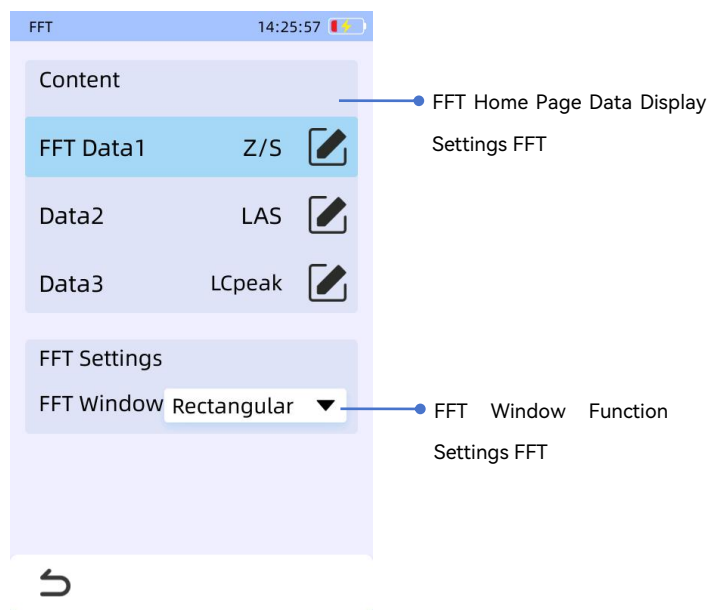 FFT 14:25:57
Content
FFT Home Page Data Display
Settings FFT
FFT Data1 Z/S
Data2 LAS
Data3 LCpeak
FFT Settings
FFT Window Rectangular
FFT Window Function
Settings FFT